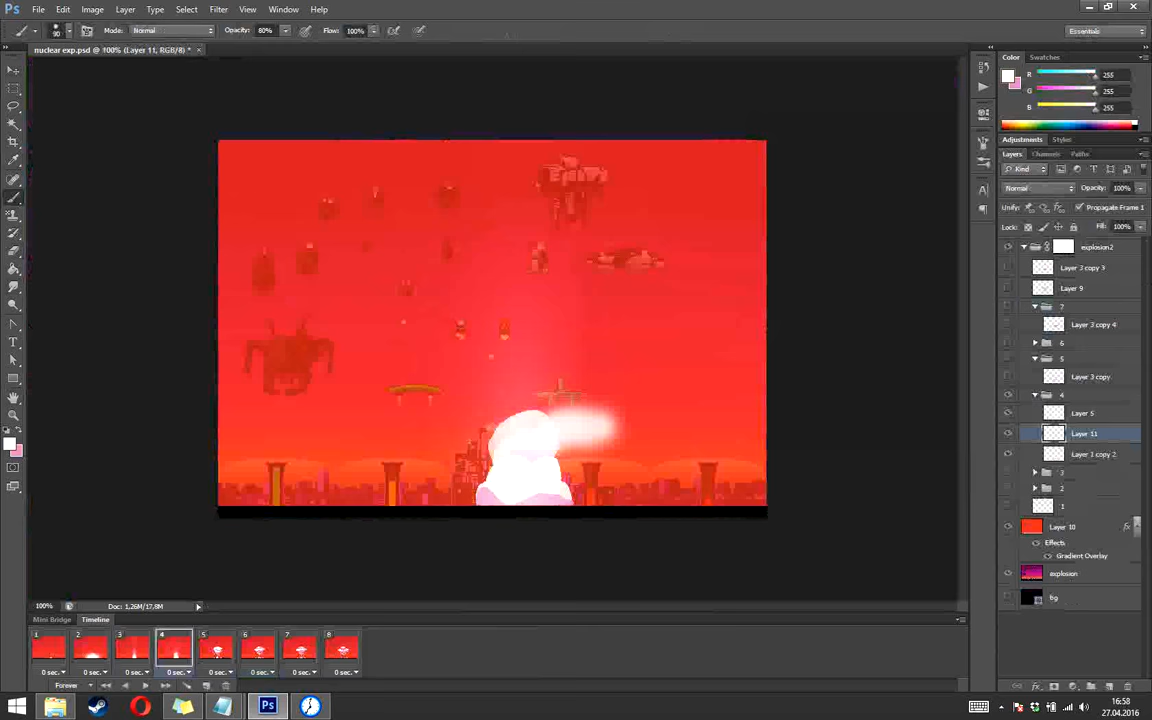 Ps File Edit Image Layer Type Select Filter View Window Help
90 Mode: Normal Opacity: 80% Flow: 100% Essentials
nuclear exp.psd @ 100% (Layer 11, RGB/8) * ×
Color Swatches
R 255
G 255
B 255
Adjustments Styles
Layers Channels Paths
Kind
Normal Opacity: 100%
Unify: Propagate Frame 1
Lock: Fill: 100%
explosion2
Layer 3 copy 3
Layer 9
7
Layer 3 copy 4
6
5
Layer 3 copy
4
Layer 5
Layer 11
Layer 1 copy 2
3
2
1
Layer 10 fx
Effects
Gradient Overlay
explosion
bg
100% Doc: 1,26M/17,8M
Mini Bridge Timeline
1 2 3 4 5 6 7 8
0 sec. 0 sec. 0 sec. 0 sec. 0 sec. 0 sec. 0 sec. 0 sec.
Forever
Ps
16:58
27.04.2016